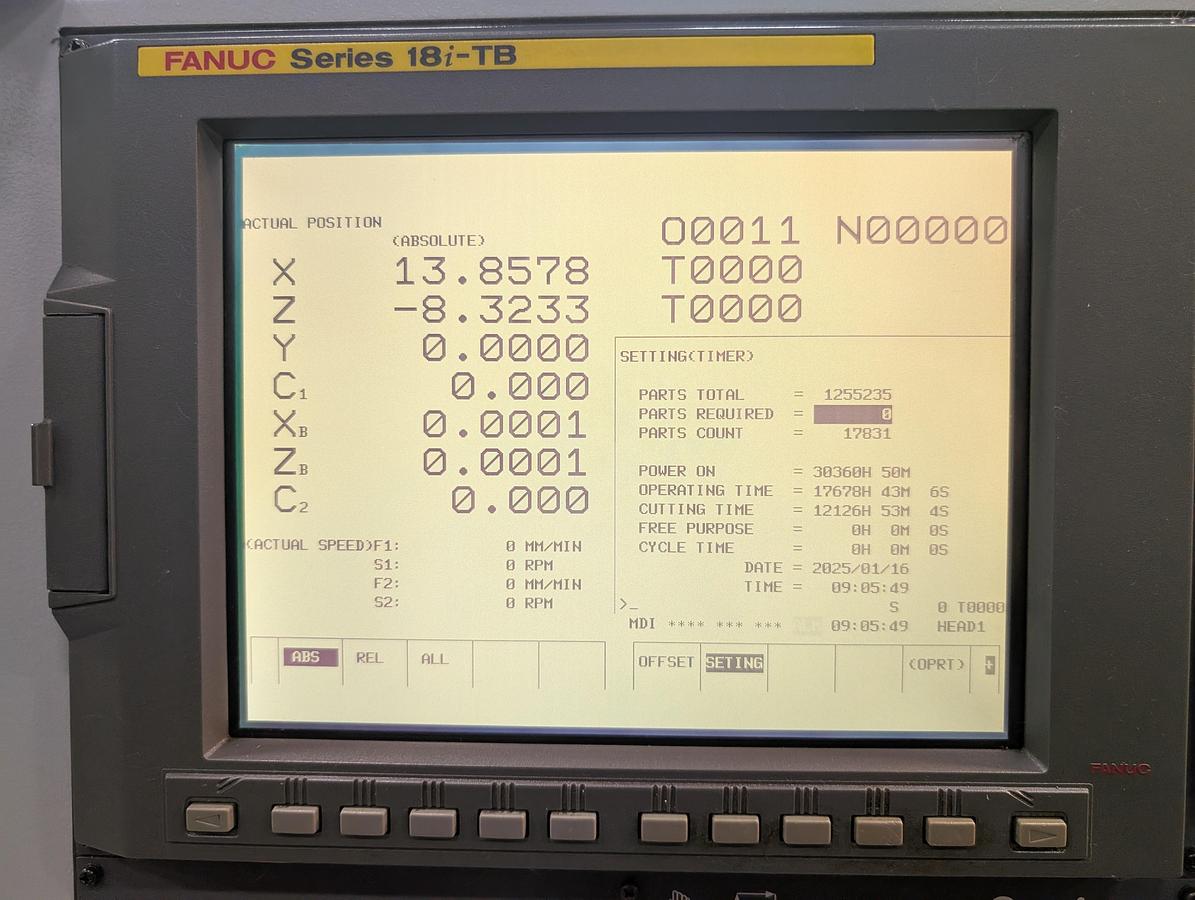 FANUC Series 18i-TB
ACTUAL POSITION
(ABSOLUTE)
X 13.8578
Z -8.3233
Y 0.0000
C1 0.000
XB 0.0001
ZB 0.0001
C2 0.000
(ACTUAL SPEED)F1: 0 MM/MIN
S1: 0 RPM
F2: 0 MM/MIN
S2: 0 RPM
O0011 N00000
T0000
T0000
SETTING(TIMER)
PARTS TOTAL = 1255235
PARTS REQUIRED = 0
PARTS COUNT = 17831
POWER ON = 30360H 50M
OPERATING TIME = 17678H 43M 6S
CUTTING TIME = 12126H 53M 4S
FREE PURPOSE = 0H 0M 0S
CYCLE TIME = 0H 0M 0S
DATE = 2025/01/16
TIME = 09:05:49
>_
S 0 T0000
MDI **** *** *** 09:05:49 HEAD1
ABS REL ALL
OFFSET SETING (OPRT) +
FANUC